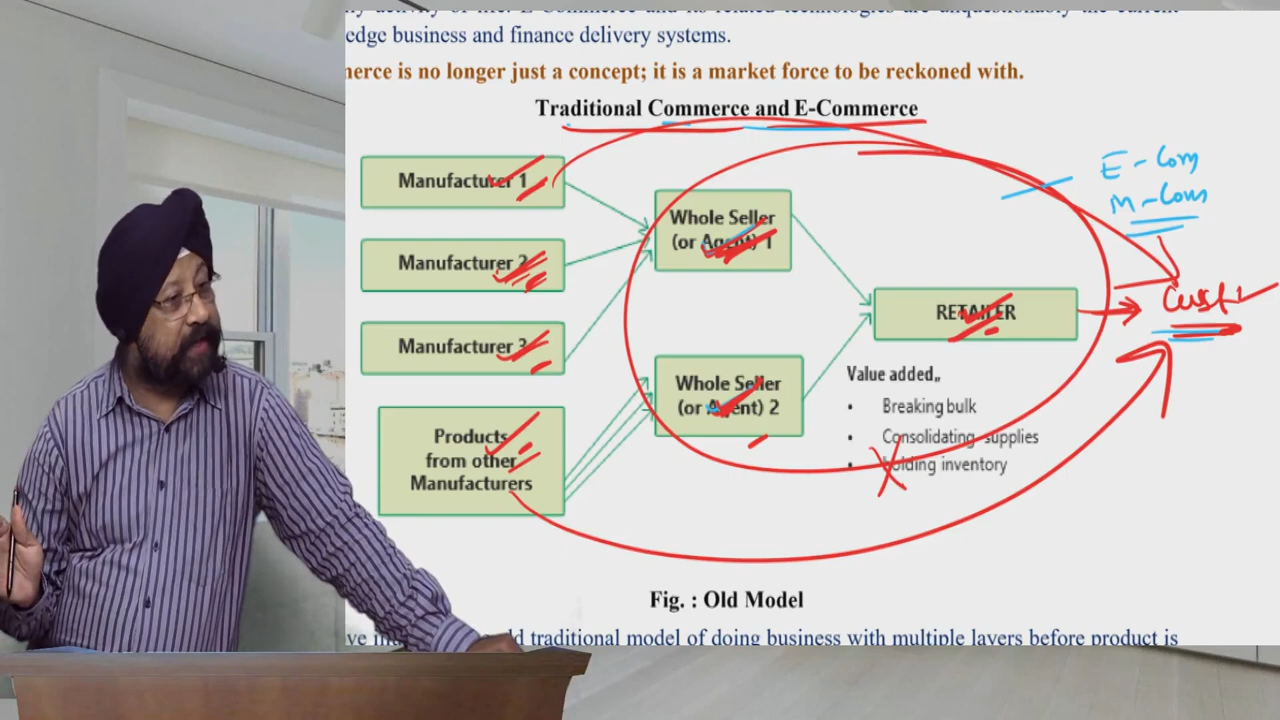 edge business and finance delivery systems.
merce is no longer just a concept; it is a market force to be reckoned with.
Traditional Commerce and E-Commerce
Manufacturer 1
Manufacturer 2
Manufacturer 3
Products
from other
Manufacturers
Whole Seller
(or Agent) 1
Whole Seller
(or Agent) 2
RETAILER
E-Com
M-Com
Value added,,
• Breaking bulk
• Consolidating supplies
• holding inventory
Fig. : Old Model
traditional model of doing business with multiple layers before product is